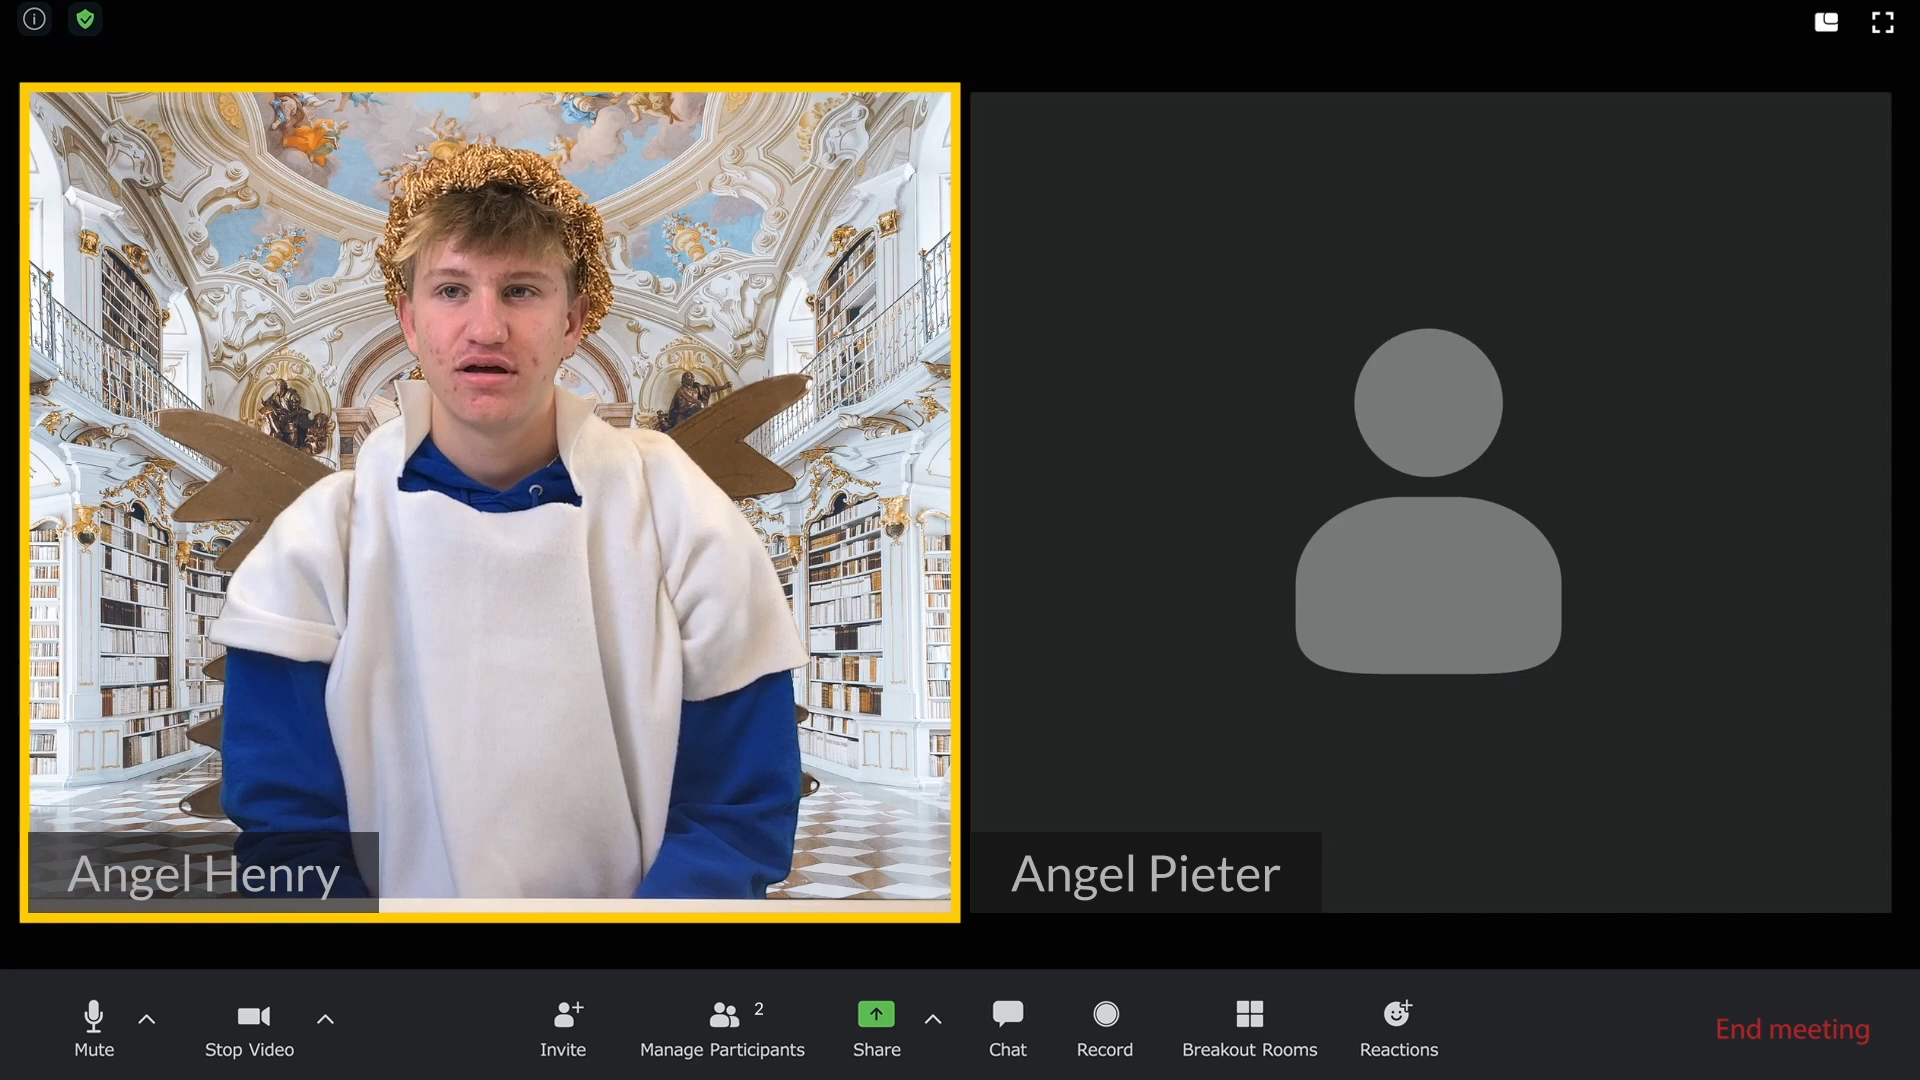 Angel Henry
Angel Pieter
2
Mute
Stop Video
Invite
Manage Participants
Share
Chat
Record
Breakout Rooms
Reactions
End meeting